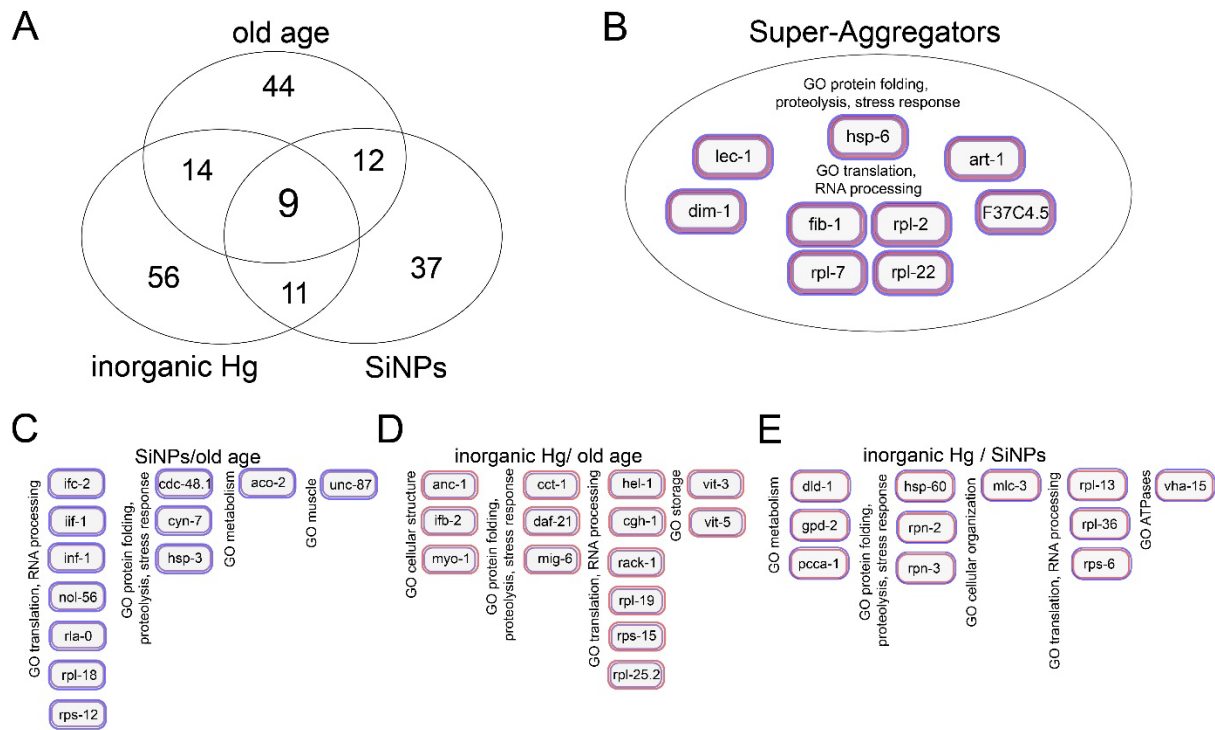 A
old age
44
14
12
9
56
11
37
inorganic Hg
SiNPs
B
Super-Aggregators
GO protein folding,
proteolysis, stress response
hsp-6
lec-1
art-1
GO translation,
RNA processing
dim-1
F37C4.5
fib-1
rpl-2
rpl-7
rpl-22
C
SiNPs/old age
GO translation, RNA processing
ifc-2
iif-1
inf-1
nol-56
rla-0
rpl-18
rps-12
GO protein folding,
proteolysis, stress response
cdc-48.1
cyn-7
hsp-3
GO metabolism
aco-2
GO muscle
unc-87
D
inorganic Hg/ old age
GO cellular structure
anc-1
ifb-2
myo-1
GO protein folding,
proteolysis, stress response
cct-1
daf-21
mig-6
GO translation, RNA processing
hel-1
cgh-1
rack-1
rpl-19
rps-15
rpl-25.2
GO storage
vit-3
vit-5
E
inorganic Hg / SiNPs
GO metabolism
dld-1
gpd-2
pcca-1
GO protein folding,
proteolysis, stress response
hsp-60
rpn-2
rpn-3
GO cellular organization
mlc-3
GO translation, RNA processing
rpl-13
rpl-36
rps-6
GO ATPases
vha-15